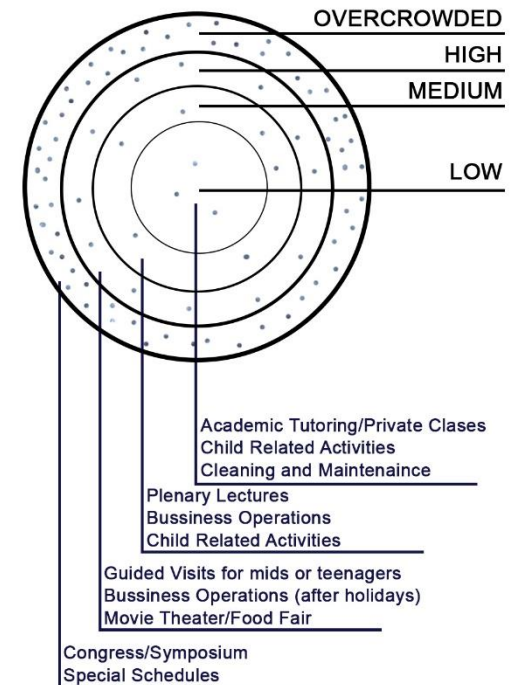 OVERCROWDED
HIGH
MEDIUM
LOW
Academic Tutoring/Private Clases
Child Related Activities
Cleaning and Maintenaince
Plenary Lectures
Bussiness Operations
Child Related Activities
Guided Visits for mids or teenagers
Bussiness Operations (after holidays)
Movie Theater/Food Fair
Congress/Symposium
Special Schedules